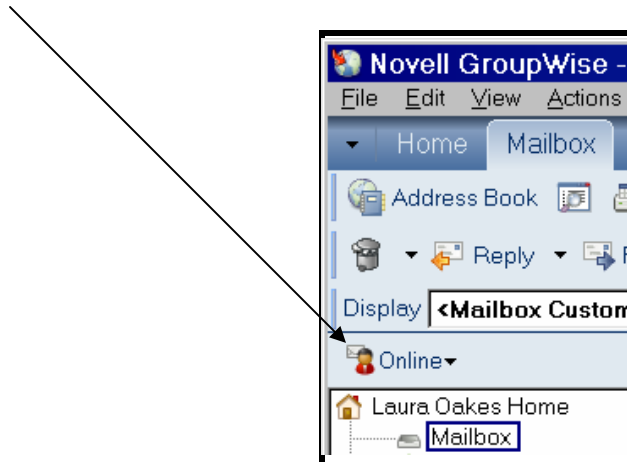 Novell GroupWise -
File Edit View Actions
Home Mailbox
Address Book
Reply
Display <Mailbox Custom
Online
Laura Oakes Home
Mailbox